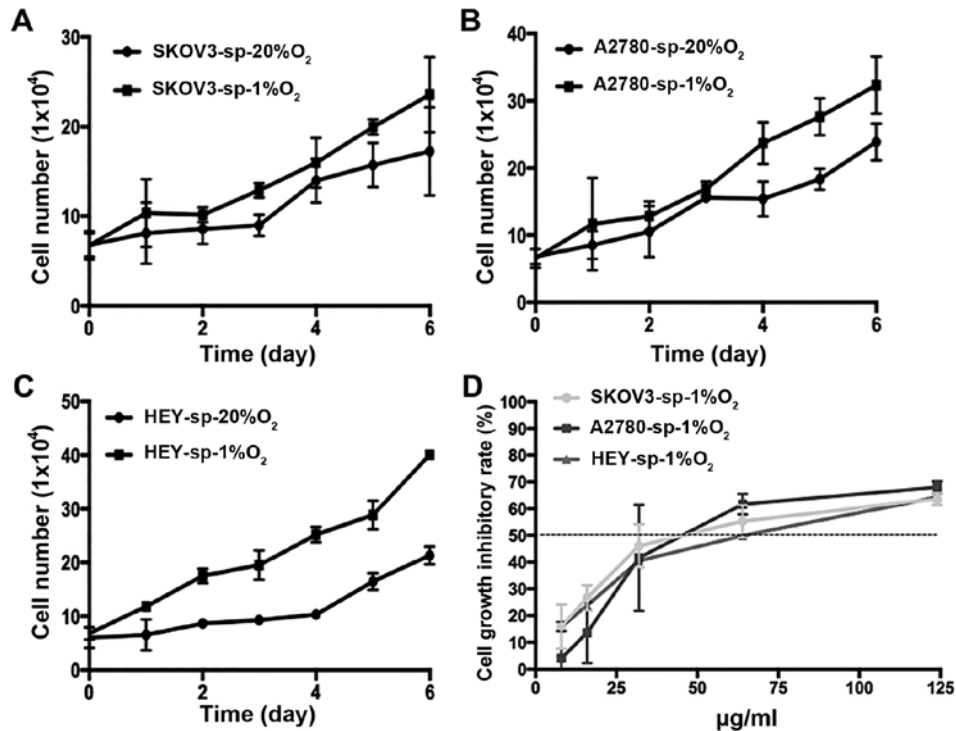 A
SKOV3-sp-20%O₂
SKOV3-sp-1%O₂
Cell number (1x10⁴)
30
20
10
0
0 2 4 6
Time (day)
B
A2780-sp-20%O₂
A2780-sp-1%O₂
Cell number (1x10⁴)
40
30
20
10
0
0 2 4 6
Time (day)
C
HEY-sp-20%O₂
HEY-sp-1%O₂
Cell number (1x10⁴)
50
40
30
20
10
0
0 2 4 6
Time (day)
D
SKOV3-sp-1%O₂
A2780-sp-1%O₂
HEY-sp-1%O₂
Cell growth inhibitory rate (%)
100
90
80
70
60
50
40
30
20
10
0
0 25 50 75 100 125
μg/ml